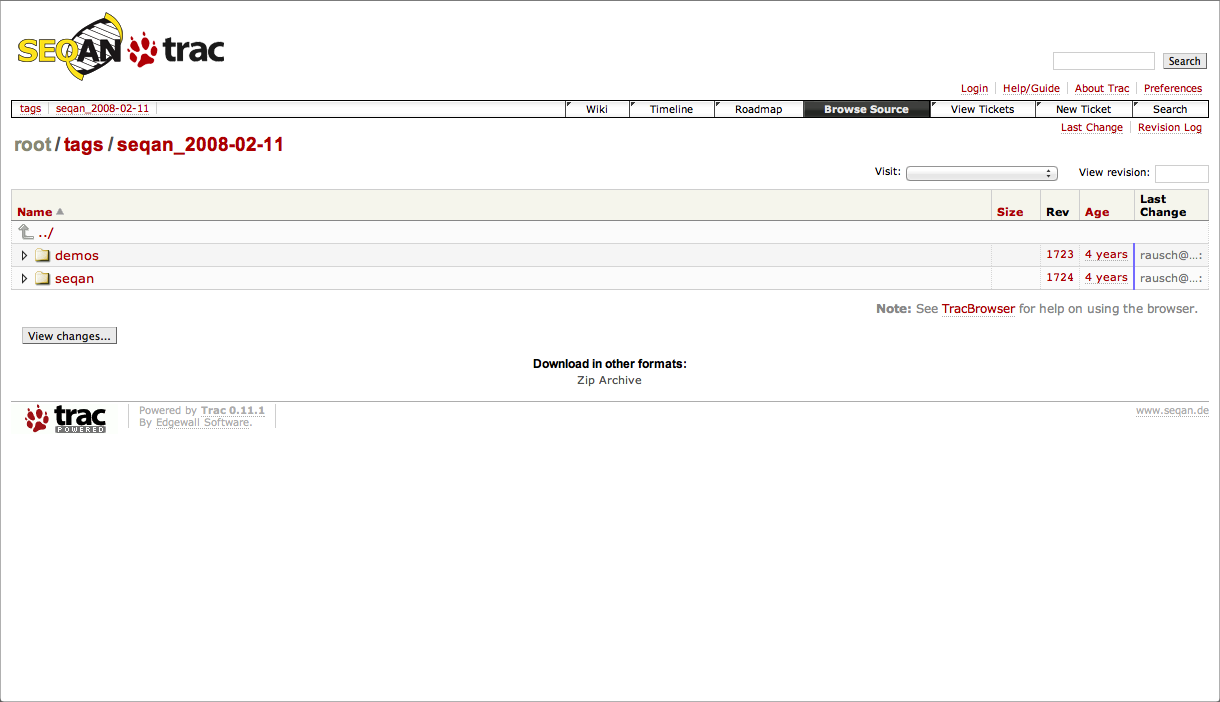 SEQAN trac
Search
Login Help/Guide About Trac Preferences
tags seqan_2008-02-11 Wiki Timeline Roadmap Browse Source View Tickets New Ticket Search
Last Change Revision Log
root / tags / seqan_2008-02-11
Visit: View revision:
Name Size Rev Age Last Change
../
demos 1723 4 years rausch@…:
seqan 1724 4 years rausch@…:
Note: See TracBrowser for help on using the browser.
View changes...
Download in other formats:
Zip Archive
trac POWERED
Powered by Trac 0.11.1
By Edgewall Software.
www.seqan.de